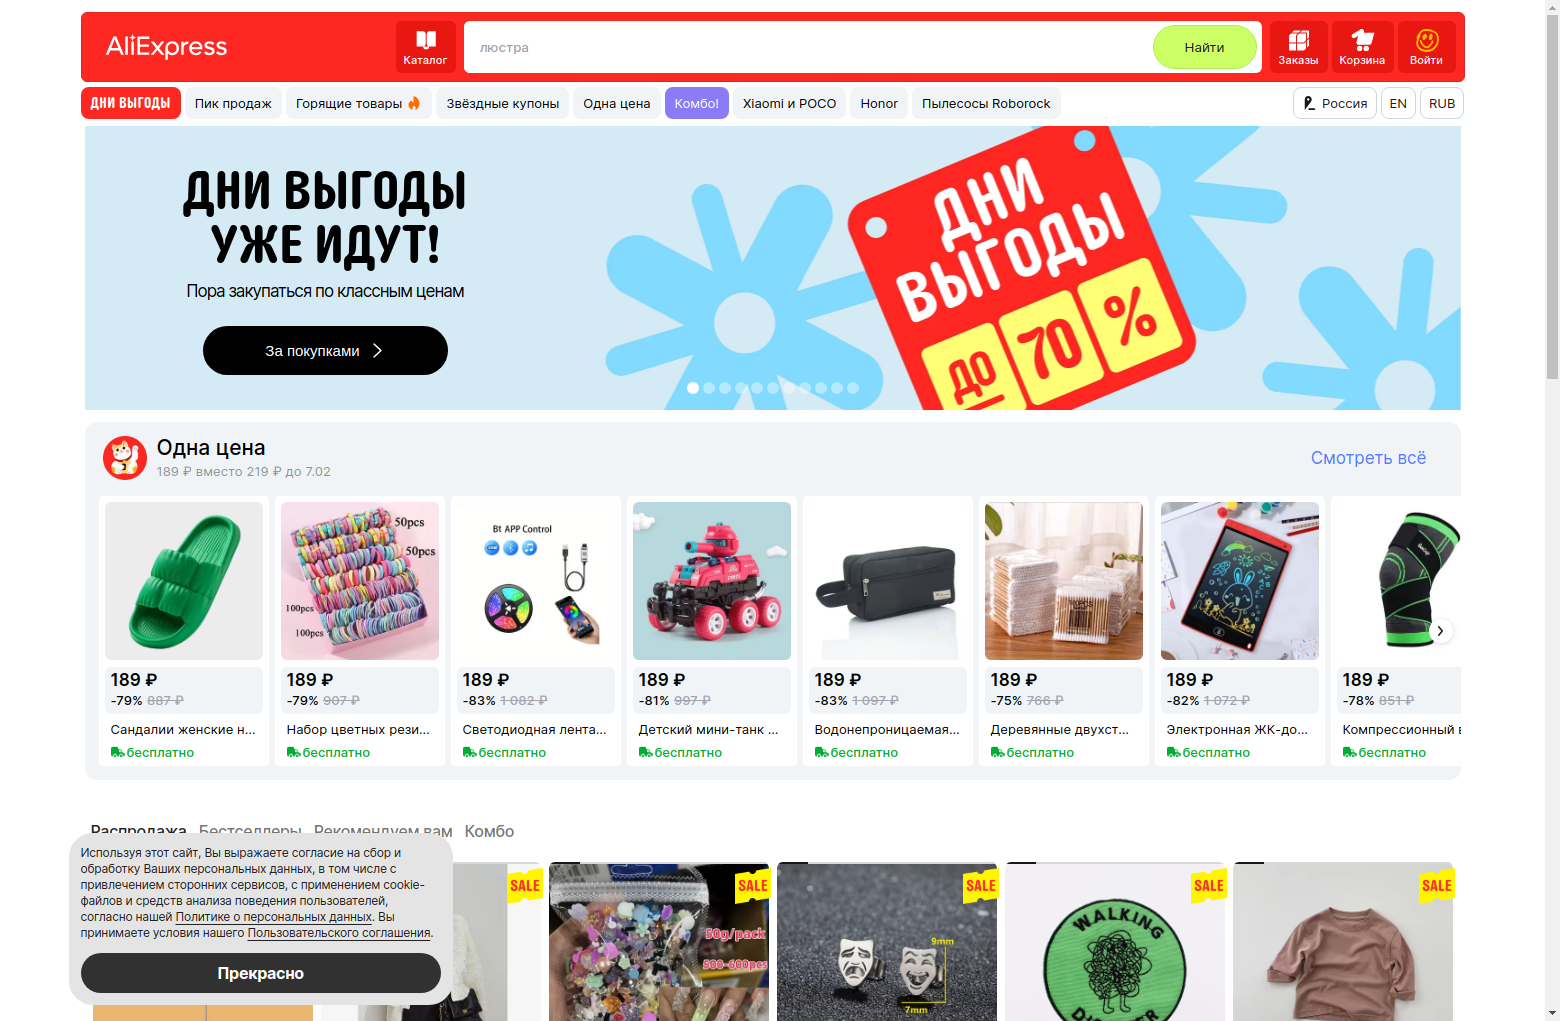 AliExpress
Каталог
люстра
Найти
Заказы
Корзина
Войти
ДНИ ВЫГОДЫ
Пик продаж
Горящие товары
Звёздные купоны
Одна цена
Комбо!
Xiaomi и POCO
Honor
Пылесосы Roborock
Россия
EN
RUB
ДНИ ВЫГОДЫ
УЖЕ ИДУТ!
Пора закупаться по классным ценам
За покупками
ДНИ
ВЫГОДЫ
ДО 70 %
Одна цена
189 ₽ вместо 219 ₽ до 7.02
Смотреть всё
50pcs
50pcs
100pcs
100pcs
Bt APP Control
189 ₽
-79% 887 ₽
Сандалии женские н...
бесплатно
189 ₽
-79% 907 ₽
Набор цветных рези...
бесплатно
189 ₽
-83% 1 082 ₽
Светодиодная лента...
бесплатно
189 ₽
-81% 997 ₽
Детский мини-танк ...
бесплатно
189 ₽
-83% 1 097 ₽
Водонепроницаемая...
бесплатно
189 ₽
-75% 766 ₽
Деревянные двухст...
бесплатно
189 ₽
-82% 1 072 ₽
Электронная ЖК-до...
бесплатно
189 ₽
-78% 851 ₽
Компрессионный
бесплатно
Распродажа
Бестселлеры
Рекомендуем вам
Комбо
Используя этот сайт, Вы выражаете согласие на сбор и
обработку Ваших персональных данных, в том числе с
привлечением сторонних сервисов, с применением cookie-
файлов и средств анализа поведения пользователей,
согласно нашей Политике о персональных данных. Вы
принимаете условия нашего Пользовательского соглашения.
Прекрасно
SALE
SALE
50g/pack
500-600pcs
SALE
9mm
7mm
SALE
WALKING
SALE